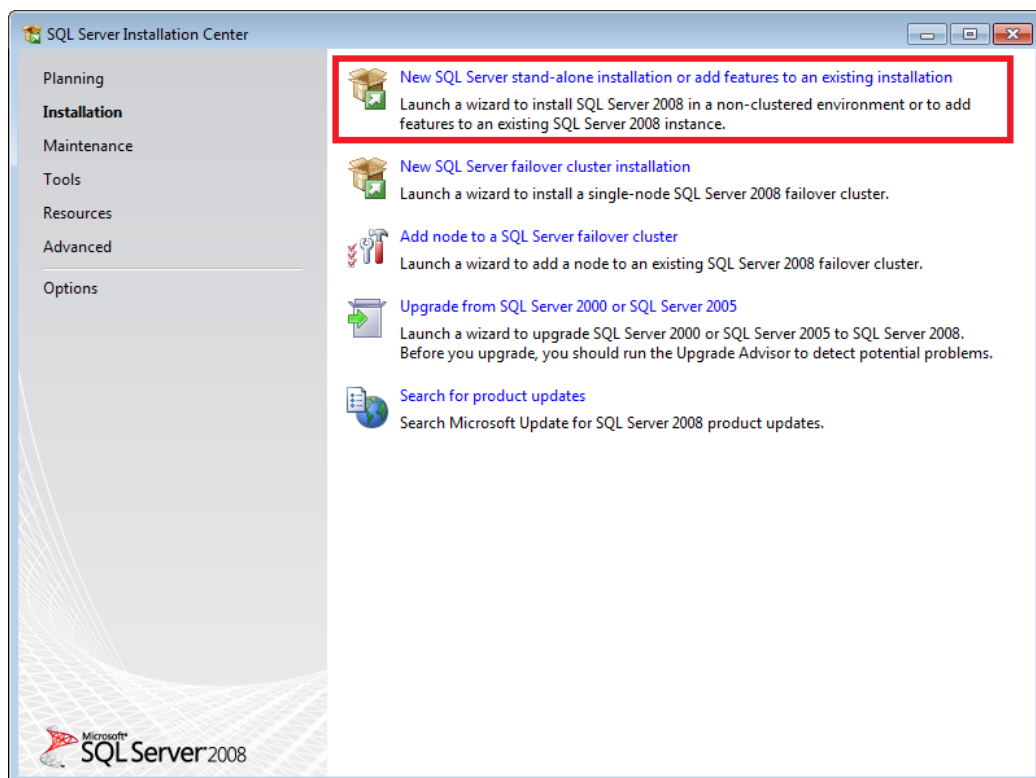 SQL Server Installation Center
Planning
Installation
Maintenance
Tools
Resources
Advanced
Options
New SQL Server stand-alone installation or add features to an existing installation
Launch a wizard to install SQL Server 2008 in a non-clustered environment or to add
features to an existing SQL Server 2008 instance.
New SQL Server failover cluster installation
Launch a wizard to install a single-node SQL Server 2008 failover cluster.
Add node to a SQL Server failover cluster
Launch a wizard to add a node to an existing SQL Server 2008 failover cluster.
Upgrade from SQL Server 2000 or SQL Server 2005
Launch a wizard to upgrade SQL Server 2000 or SQL Server 2005 to SQL Server 2008.
Before you upgrade, you should run the Upgrade Advisor to detect potential problems.
Search for product updates
Search Microsoft Update for SQL Server 2008 product updates.
Microsoft®
SQL Server® 2008